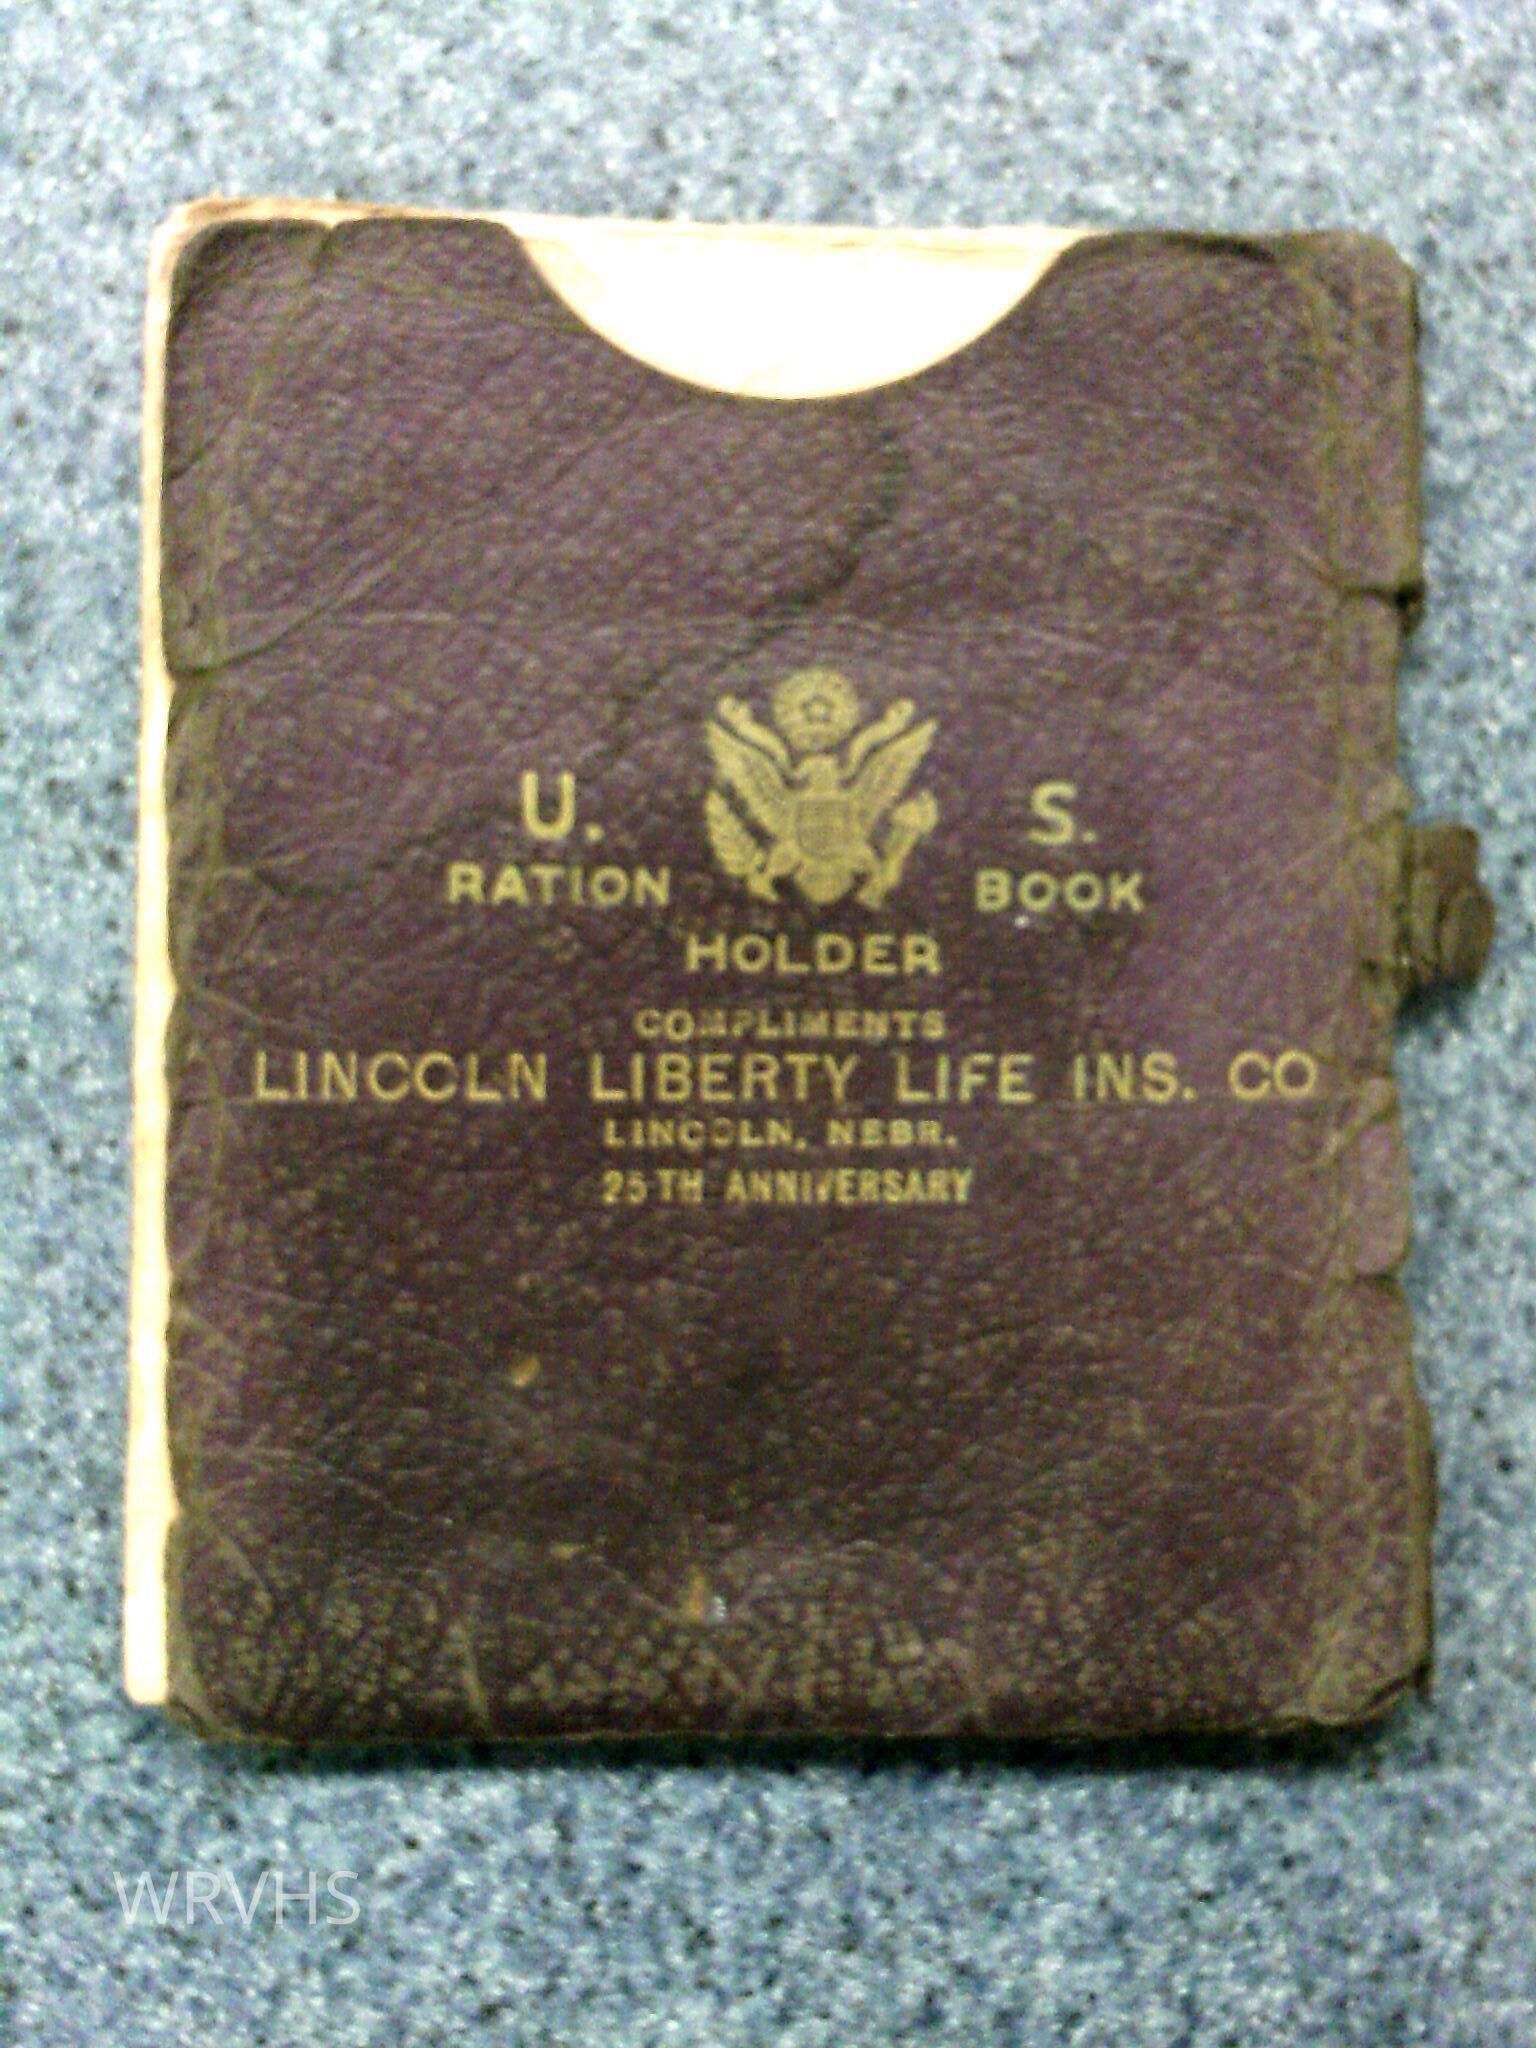 U. S.
RATION BOOK
HOLDER
COMPLIMENTS
LINCOLN LIBERTY LIFE INS. CO
LINCOLN, NEBR.
25TH ANNIVERSARY
WRVHS